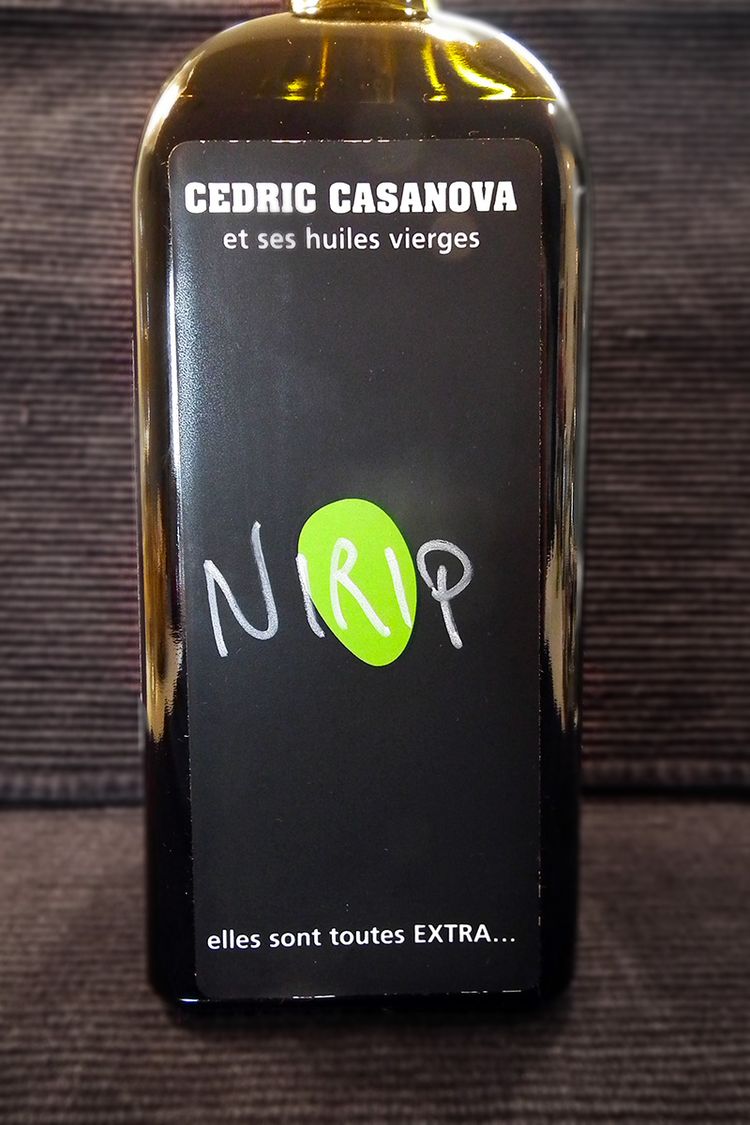 CEDRIC CASANOVA
et ses huiles vierges
NIRIP
elles sont toutes EXTRA...